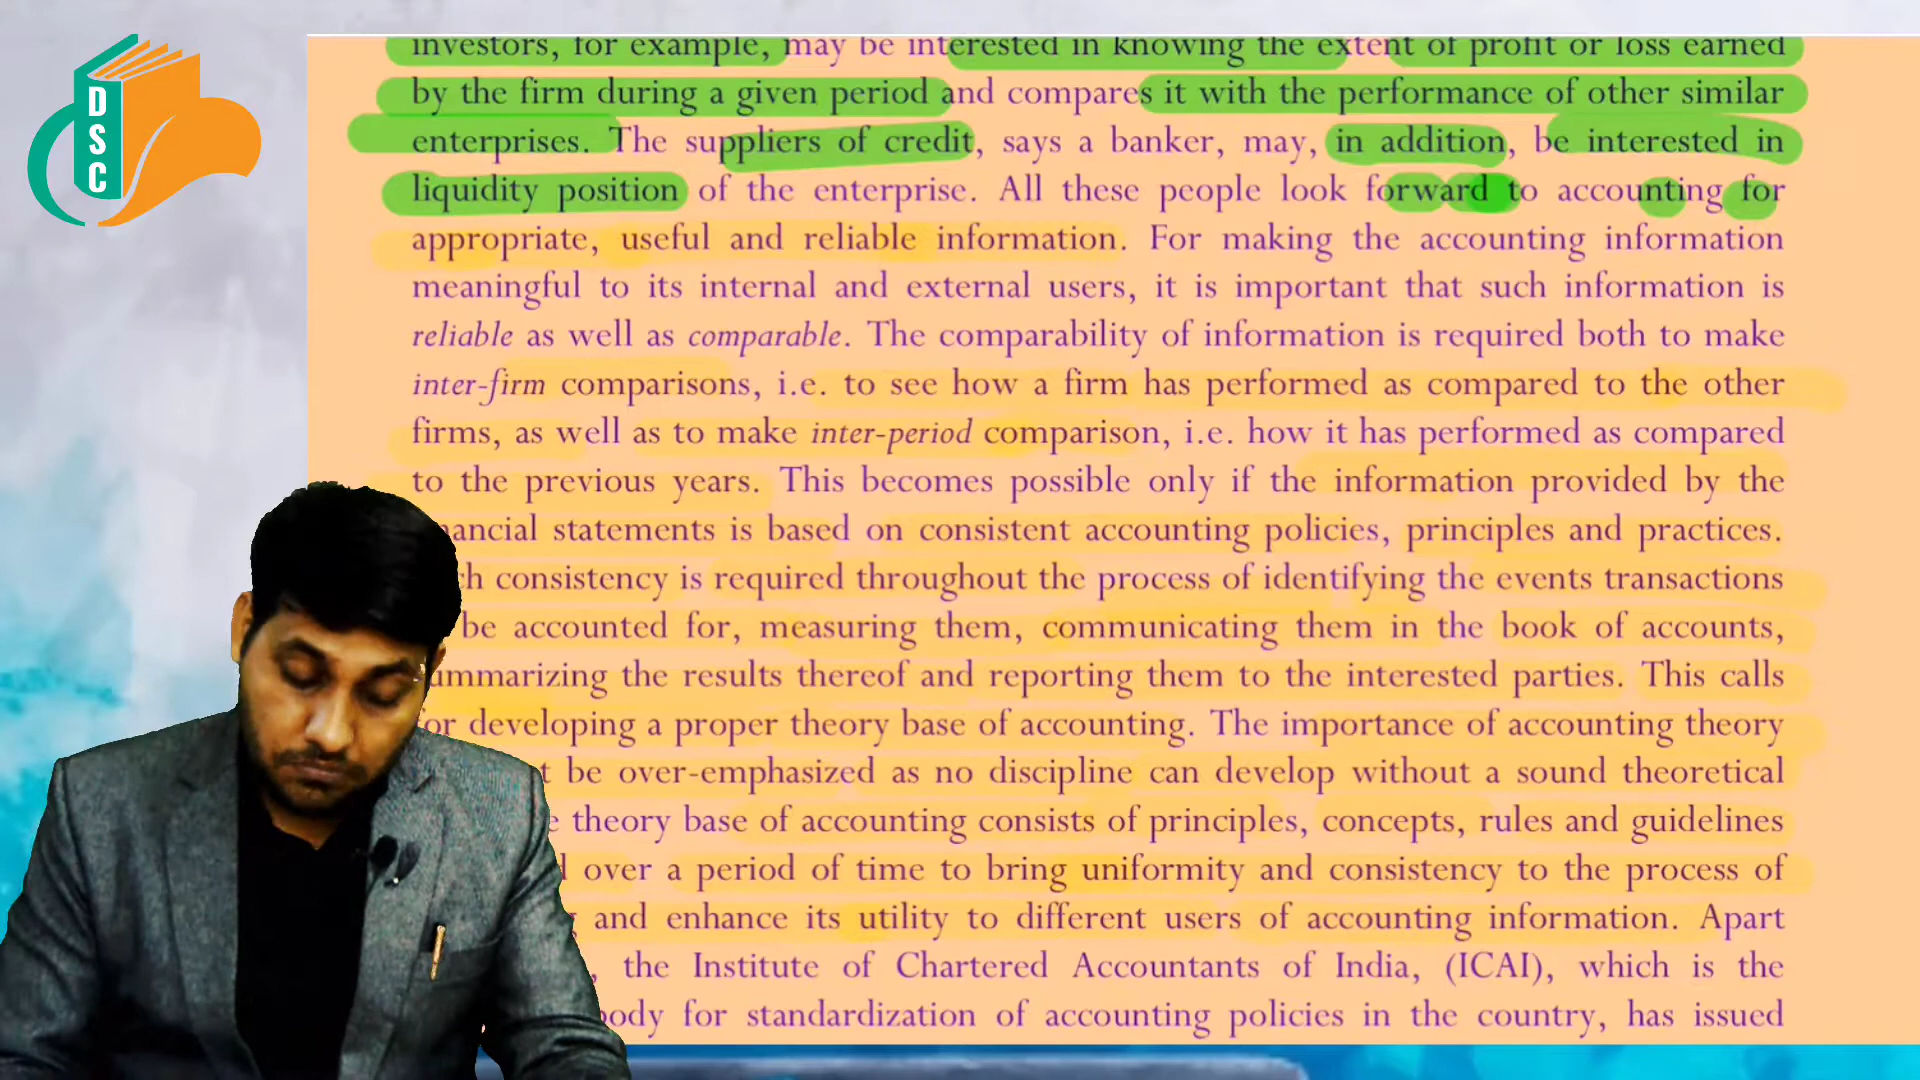 DSC
investors, for example, may be interested in knowing the extent of profit or loss earned
by the firm during a given period and compares it with the performance of other similar
enterprises. The suppliers of credit, says a banker, may, in addition, be interested in
liquidity position of the enterprise. All these people look forward to accounting for
appropriate, useful and reliable information. For making the accounting information
meaningful to its internal and external users, it is important that such information is
reliable as well as comparable. The comparability of information is required both to make
inter-firm comparisons, i.e. to see how a firm has performed as compared to the other
firms, as well as to make inter-period comparison, i.e. how it has performed as compared
to the previous years. This becomes possible only if the information provided by the
ancial statements is based on consistent accounting policies, principles and practices.
h consistency is required throughout the process of identifying the events transactions
be accounted for, measuring them, communicating them in the book of accounts,
ummarizing the results thereof and reporting them to the interested parties. This calls
or developing a proper theory base of accounting. The importance of accounting theory
t be over-emphasized as no discipline can develop without a sound theoretical
e theory base of accounting consists of principles, concepts, rules and guidelines
d over a period of time to bring uniformity and consistency to the process of
g and enhance its utility to different users of accounting information. Apart
, the Institute of Chartered Accountants of India, (ICAI), which is the
body for standardization of accounting policies in the country, has issued